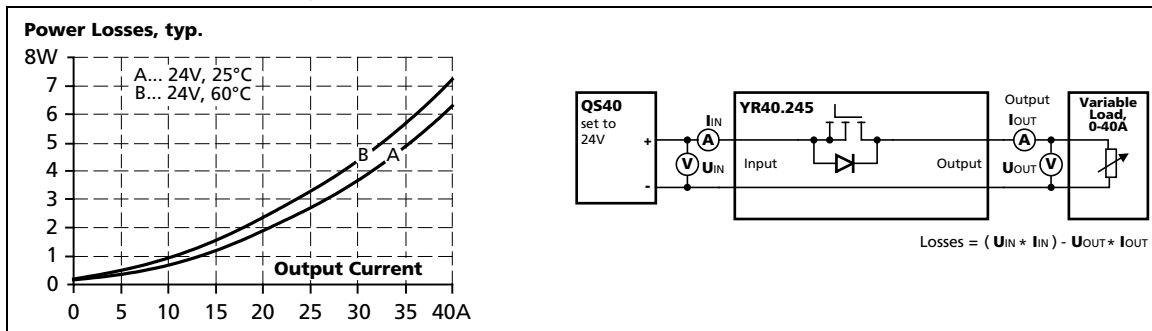 Power Losses, typ.
8W
7
6
5
4
3
2
1
0
A... 24V, 25°C
B... 24V, 60°C
B
A
Output Current
0 5 10 15 20 25 30 35 40A
QS40
set to
24V
+
-
IIN
A
V
UIN
YR40.245
Input
Output
Output
IOUT
A
UOUT
V
Variable
Load,
0-40A
Losses = ( UIN * IIN ) - UOUT * IOUT